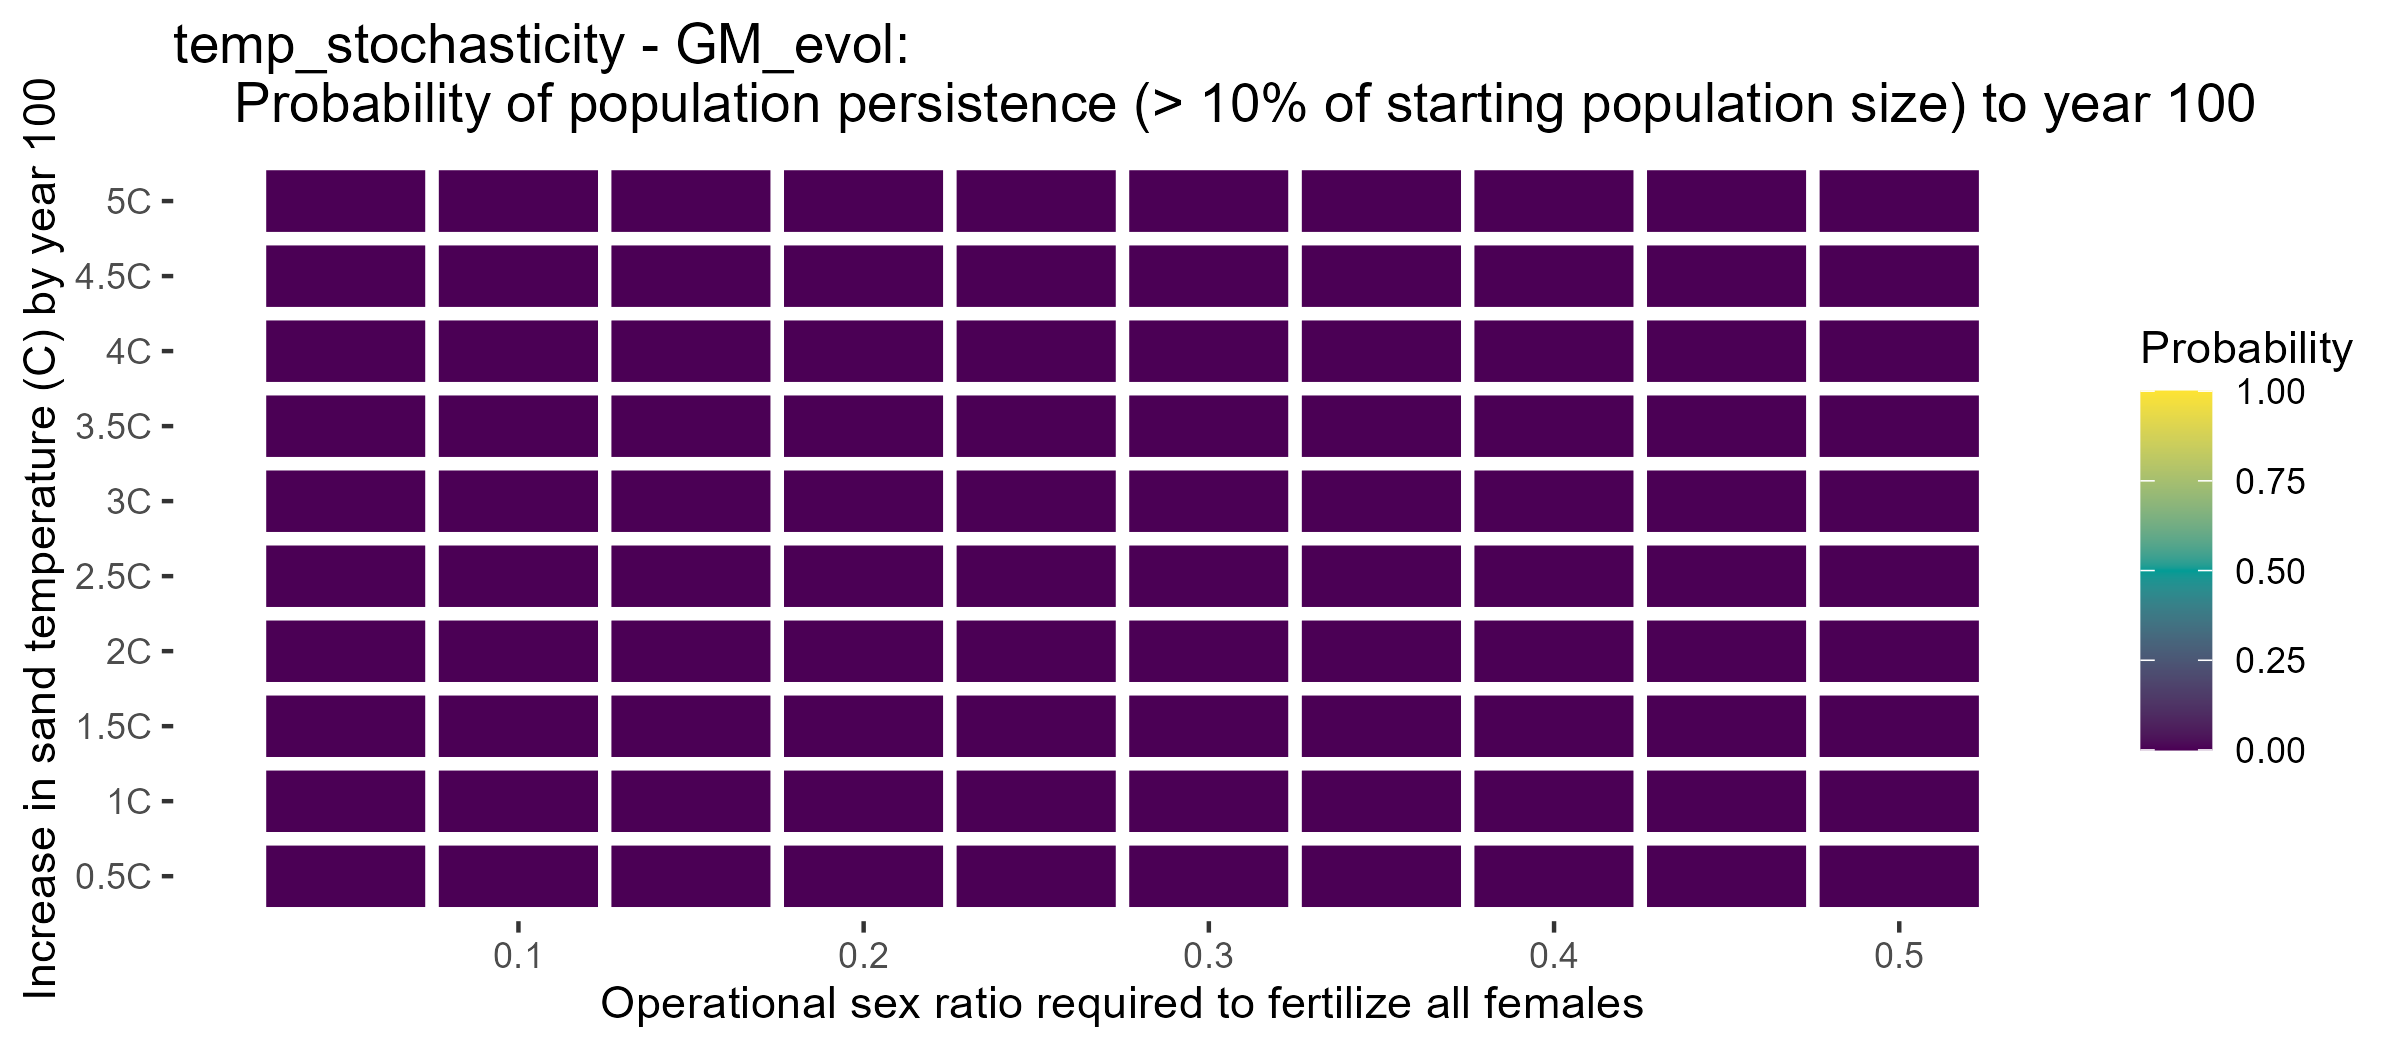 temp_stochasticity - GM_evol:
Probability of population persistence (> 10% of starting population size) to year 100
Increase in sand temperature (C) by year 100
5C
4.5C
4C
3.5C
3C
2.5C
2C
1.5C
1C
0.5C
0.1
0.2
0.3
0.4
0.5
Operational sex ratio required to fertilize all females
Probability
1.00
0.75
0.50
0.25
0.00